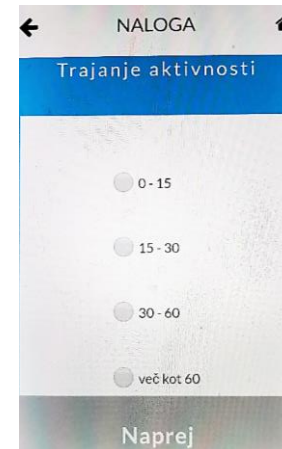 NALOGA
Trajanje aktivnosti
0 - 15
15 - 30
30 - 60
več kot 60
Naprej